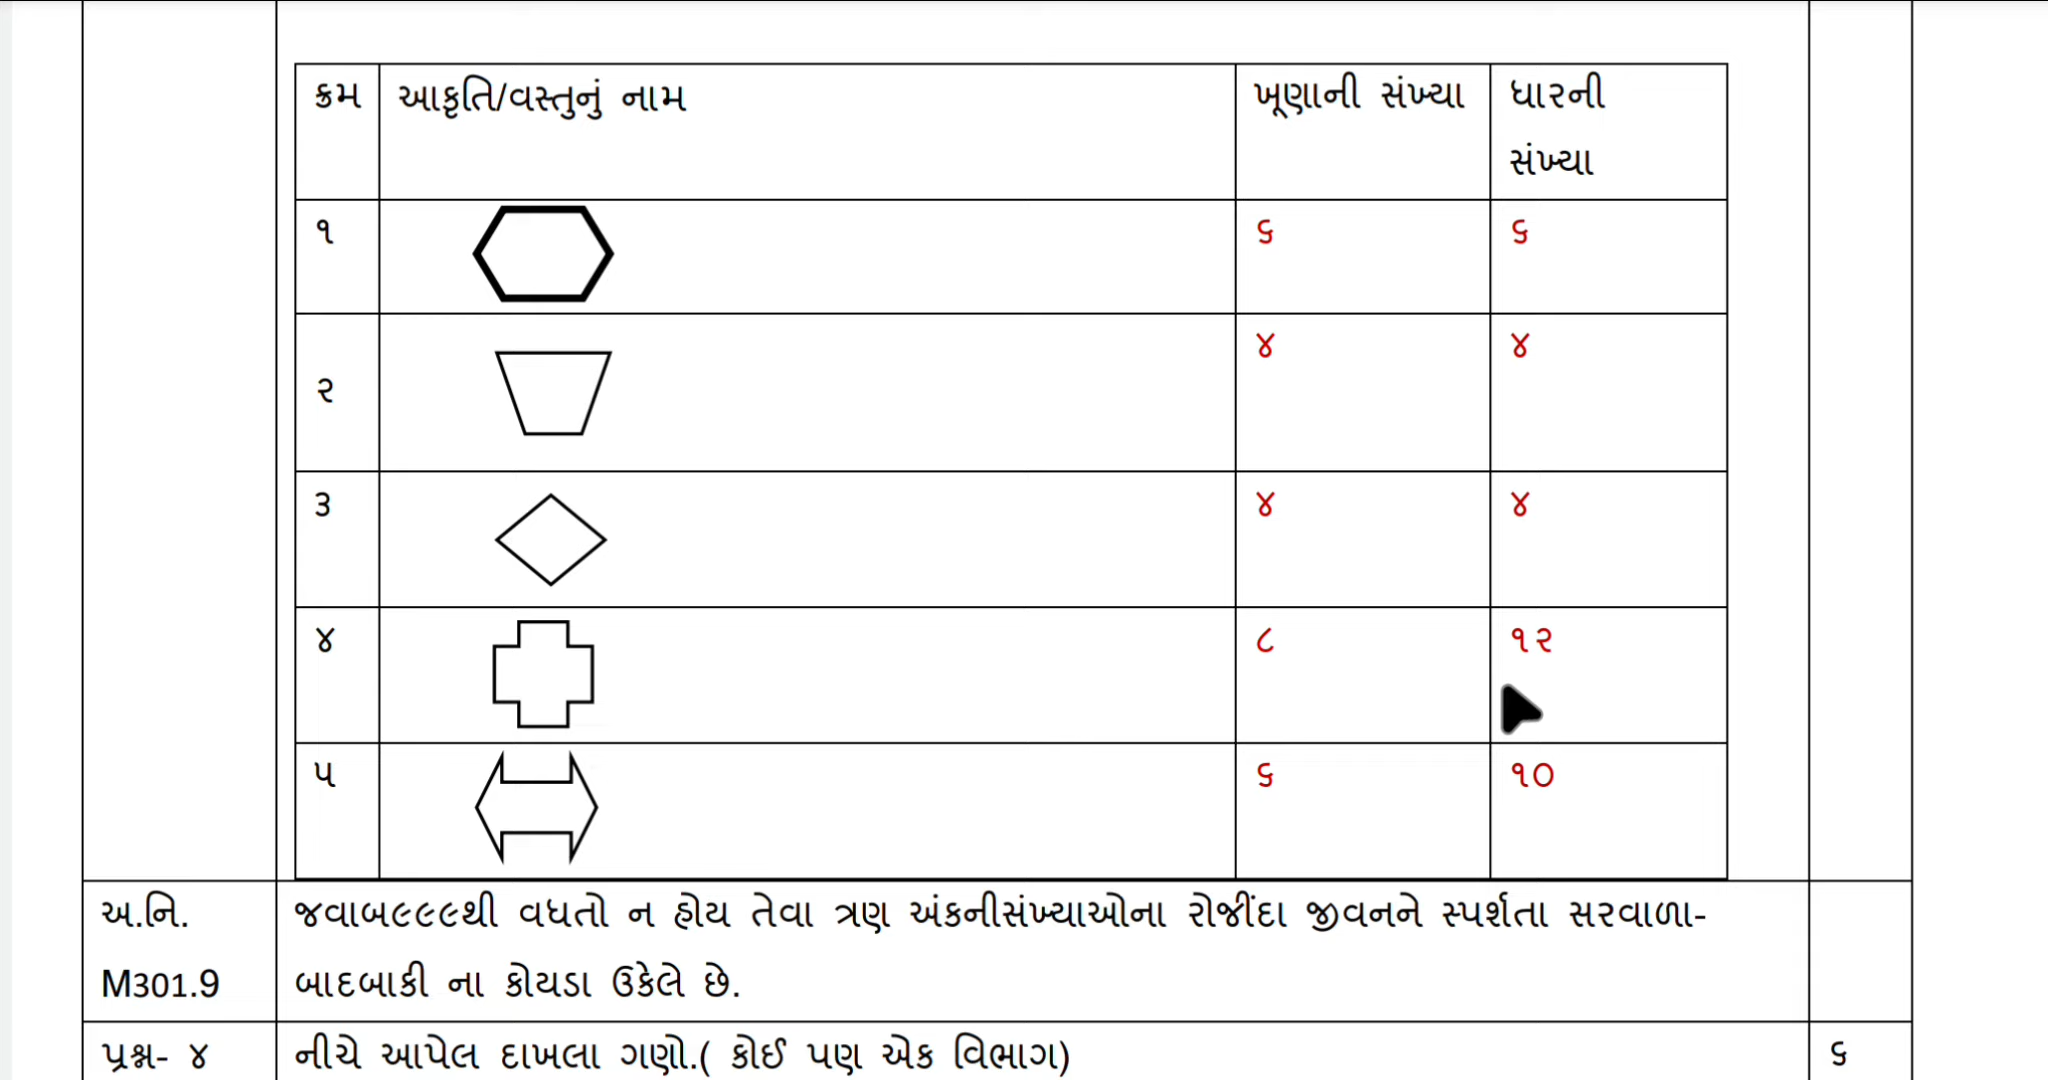 ક્રમ આકૃતિ/વસ્તુનું નામ ખૂણાની સંખ્યા ધારની
સંખ્યા
૧ ૬ ૬
૨ ૪ ૪
૩ ૪ ૪
૪ ૮ ૧૨
૫ ૬ ૧૦
અ.નિ. જવાબ૯૯૯થી વધતો ન હોય તેવા ત્રણ અંકનીસંખ્યાઓના રોજીંદા જીવનને સ્પર્શતા સરવાળા-
M301.9 બાદબાકી ના કોયડા ઉકેલે છે.
પ્રશ્ન- ૪ નીચે આપેલ દાખલા ગણો.( કોઈ પણ એક વિભાગ) ૬